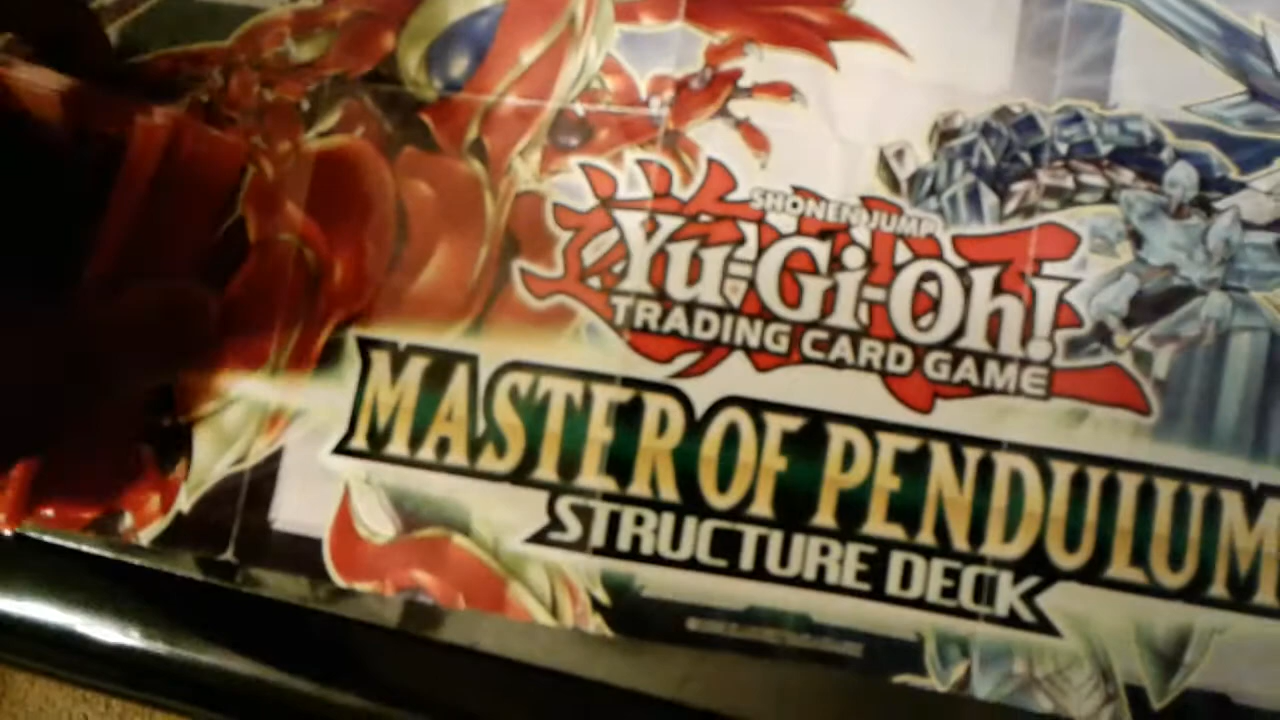 SHONEN JUMP
Yu-Gi-Oh!
TRADING CARD GAME
MASTER OF PENDULUM
STRUCTURE DECK